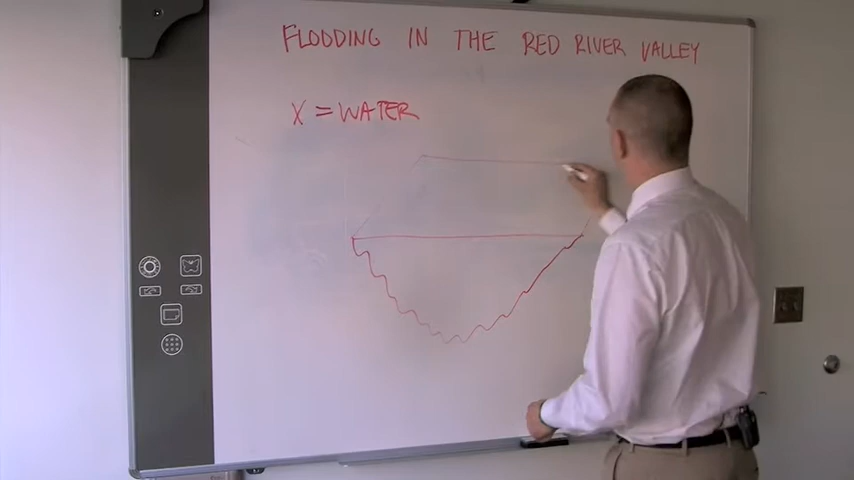 FLOODING IN THE RED RIVER VALLEY
X = WATER